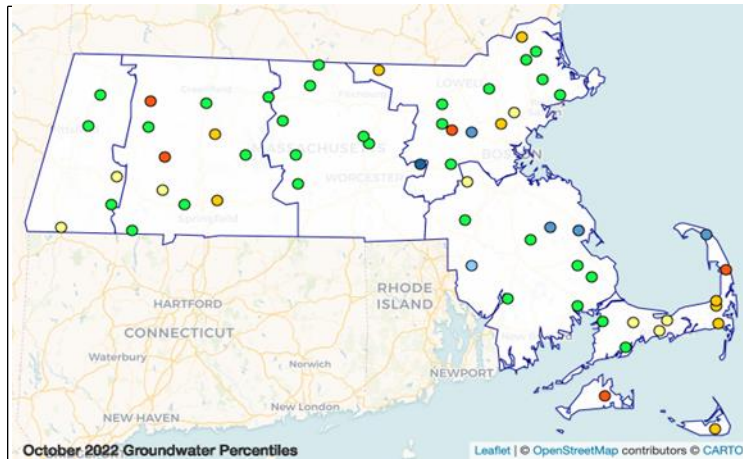 LOWELL
MASSACHUSETTS
BOSTON
WORCESTER
Springfield
RHODE
ISLAND
HARTFORD
CONNECTICUT
Waterbury
Norwich
NEWPORT
New London
NEW HAVEN
October 2022 Groundwater Percentiles
Leaflet | © OpenStreetMap contributors © CARTO